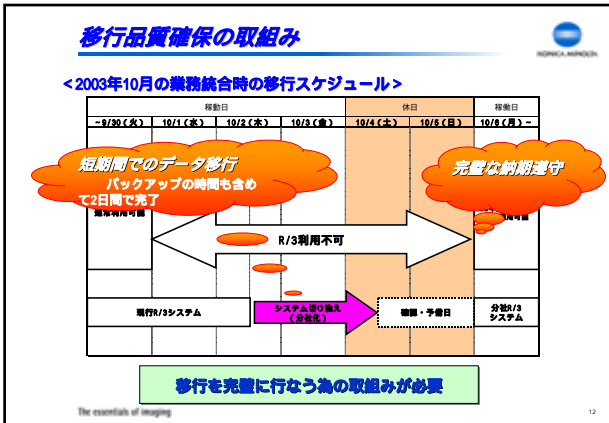 移行品質確保の取組み
KONICA MINOLTA
<2003年10月の業務統合時の移行スケジュール>
稼動日
休日
稼働日
~9/30(火)
10/1(水)
10/2(木)
10/3(金)
10/4(土)
10/5(日)
10/6(月)~
短期間でのデータ移行
バックアップの時間も含め
て2日間で完了
完璧な納期遵守
通常利用可能
R/3利用不可
現行R/3システム
システム切り換え
(分社化)
確認・予備日
分社R/3
システム
移行を完璧に行なう為の取組みが必要
The essentials of imaging
12